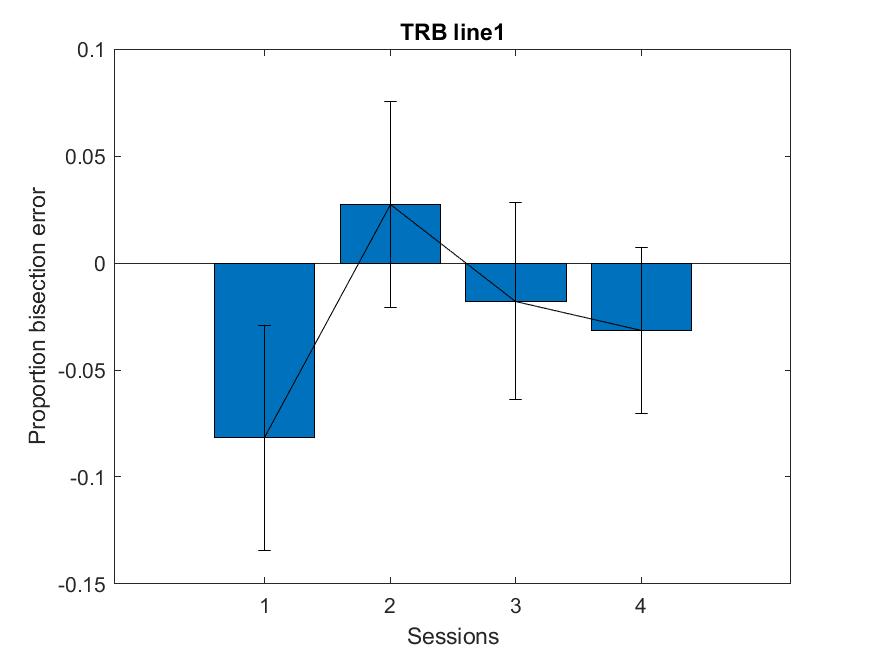 TRB line1
0.1
0.05
0
-0.05
-0.1
-0.15
Proportion bisection error
1 2 3 4
Sessions